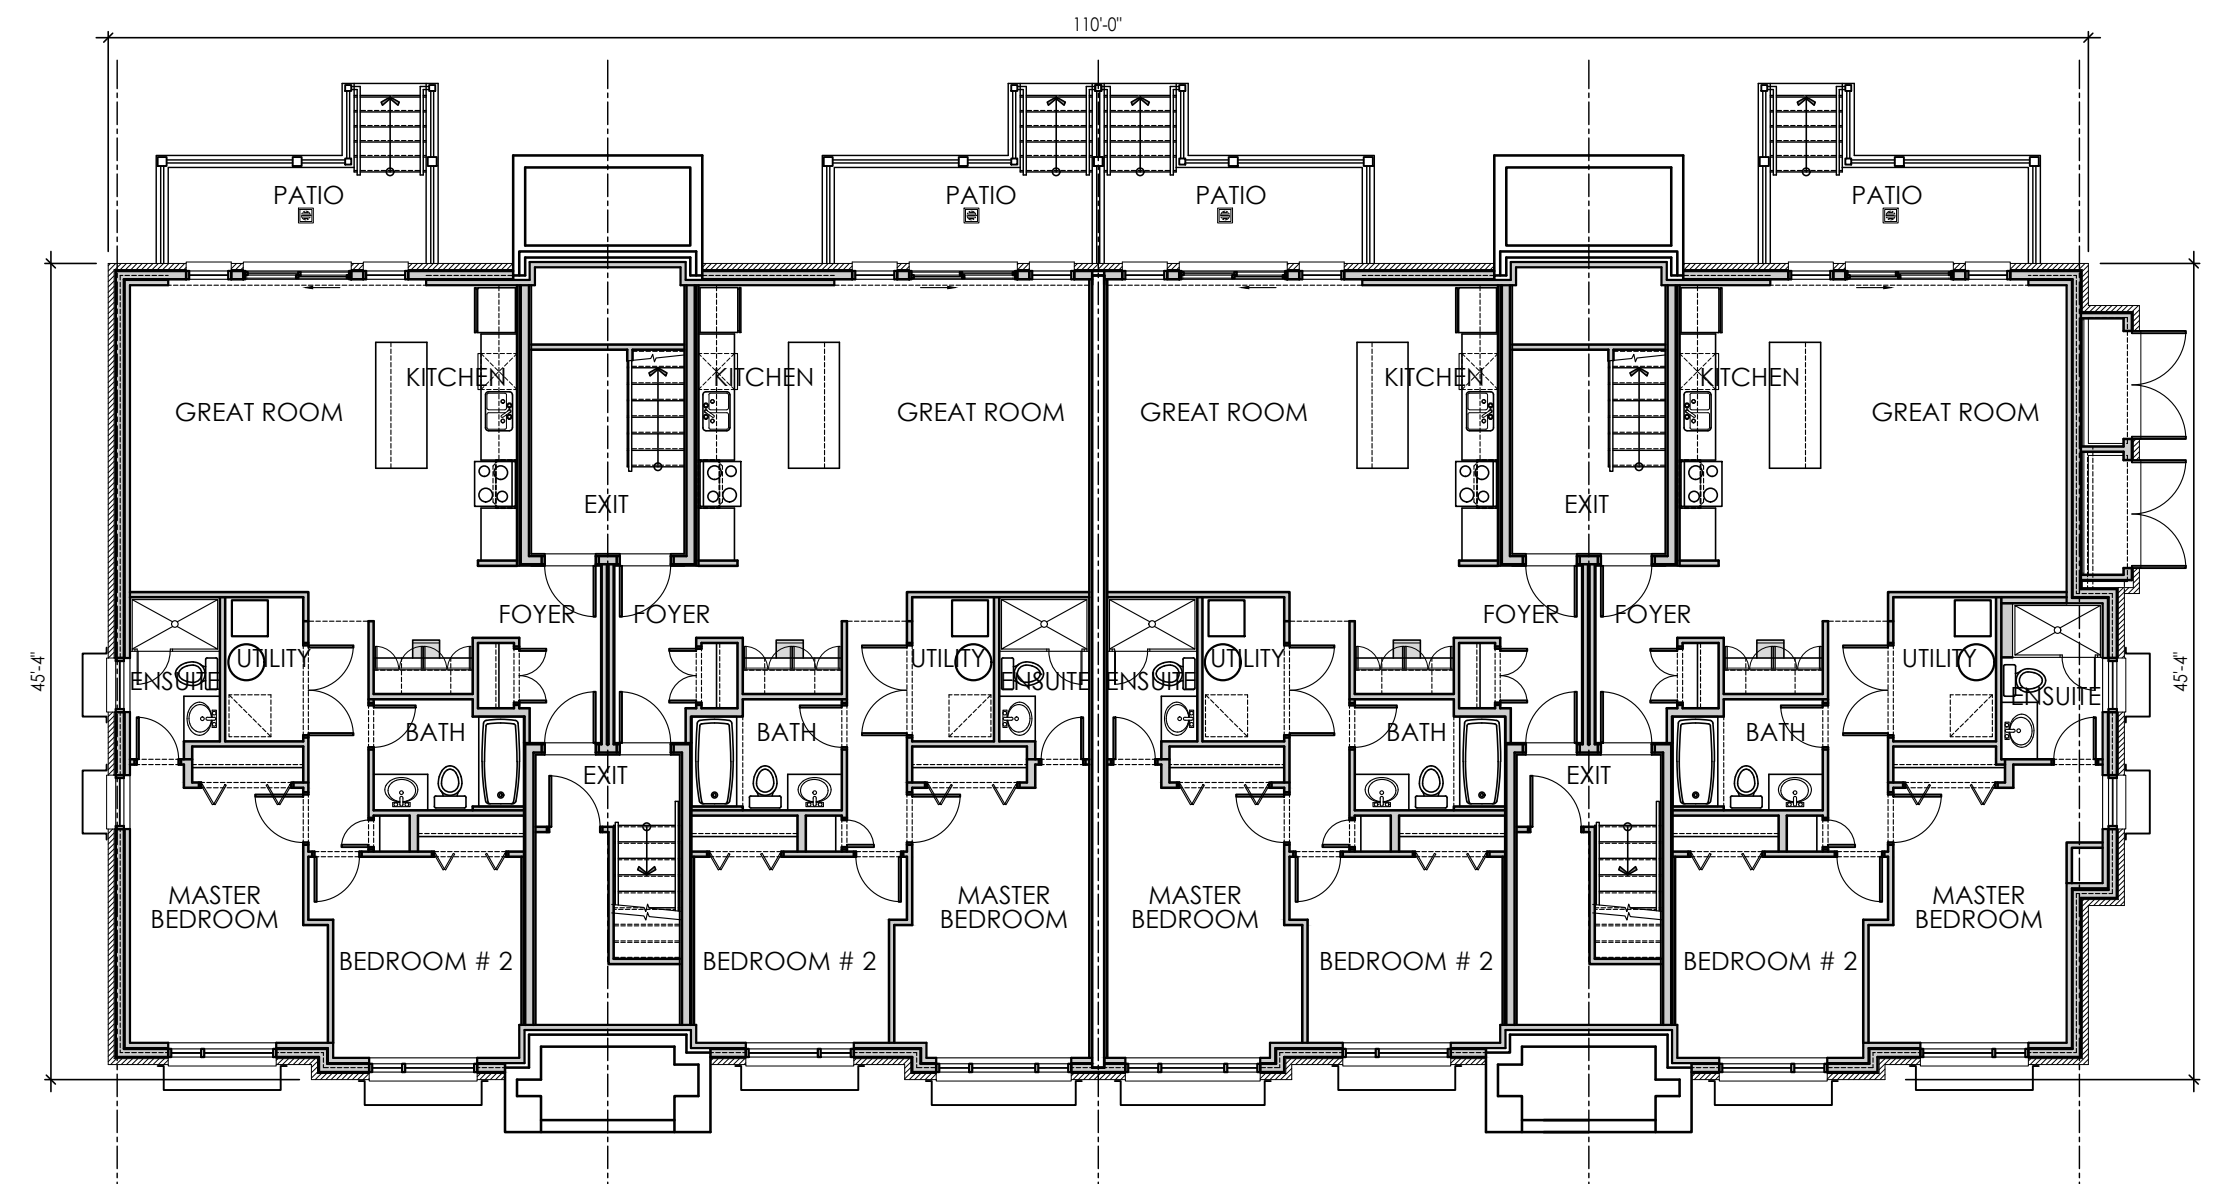 110'-0"
PATIO
PATIO
PATIO
PATIO
KITCHEN
KITCHEN
KITCHEN
KITCHEN
GREAT ROOM
GREAT ROOM
GREAT ROOM
GREAT ROOM
EXIT
EXIT
FOYER
FOYER
FOYER
FOYER
45'-4"
UTILITY
UTILITY
UTILITY
UTILITY
45'-4"
ENSUITE
ENSUITE
ENSUITE
ENSUITE
BATH
BATH
BATH
BATH
EXIT
EXIT
MASTER
BEDROOM
MASTER
BEDROOM
MASTER
BEDROOM
MASTER
BEDROOM
BEDROOM # 2
BEDROOM # 2
BEDROOM # 2
BEDROOM # 2